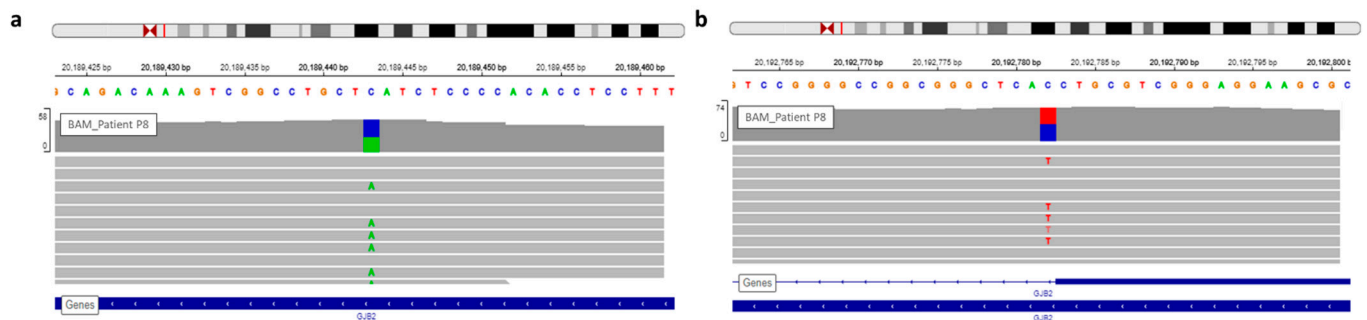 a
20,189,425 bp 20,189,430 bp 20,189,435 bp 20,189,440 bp 20,189,445 bp 20,189,450 bp 20,189,455 bp 20,189,460 bp
G C A G A C A A A G T C G G C C T G C T C A T C T C C C C A C A C C T C C T T T
58
BAM_Patient P8
0
A
A
A
A
A
Genes
GJB2
b
20,192,765 bp 20,192,770 bp 20,192,775 bp 20,192,780 bp 20,192,785 bp 20,192,790 bp 20,192,795 bp 20,192,800 b
G T C C G G G G C C G G C G G G C T C A C C T G C G T C G G G A G G A A G C G C
74
BAM_Patient P8
0
T
T
T
T
T
Genes
GJB2
GJB2